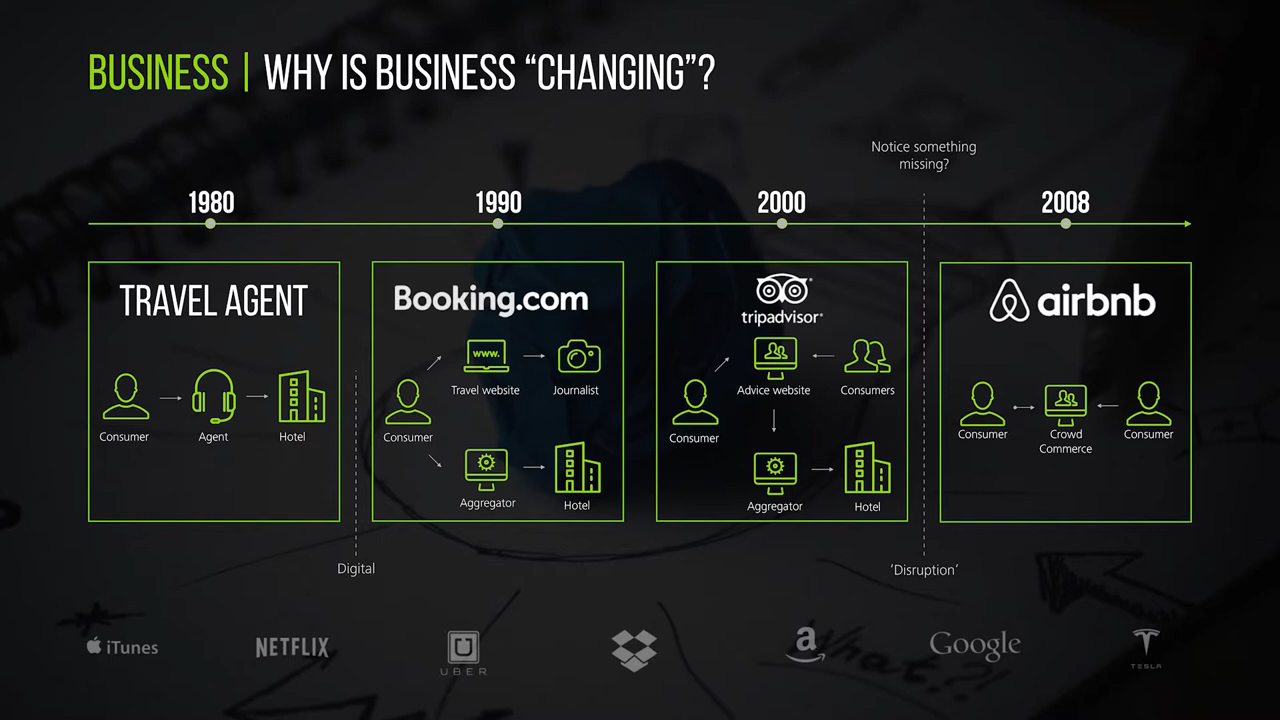 BUSINESS | WHY IS BUSINESS “CHANGING”?
Notice something
missing?
1980
1990
2000
2008
TRAVEL AGENT
Consumer
Agent
Hotel
Digital
Booking.com
www.
Travel website
Journalist
Consumer
Aggregator
Hotel
tripadvisor®
Advice website
Consumers
Consumer
Aggregator
Hotel
‘Disruption’
airbnb
Consumer
Crowd
Commerce
Consumer
iTunes
NETFLIX
U
UBER
a
Google
TESLA
What?!